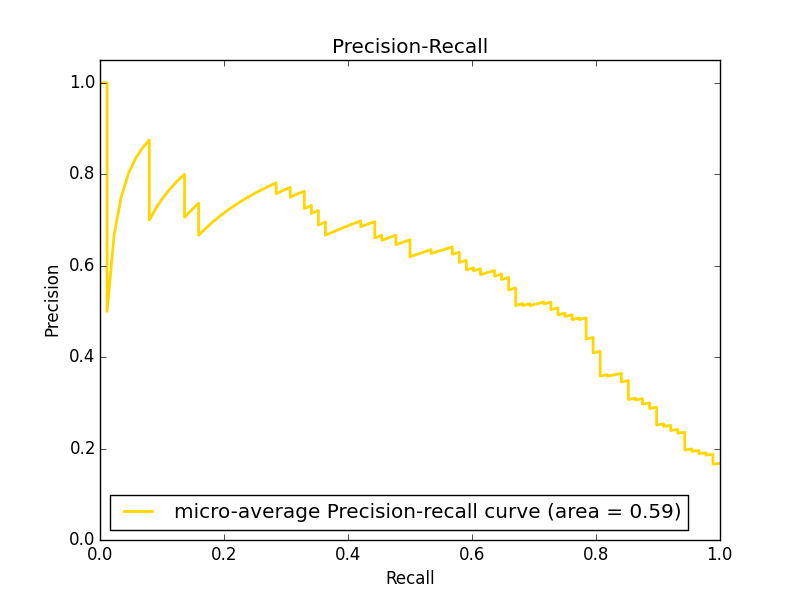 Precision-Recall
1.0
0.8
0.6
0.4
0.2
0.0
Precision
micro-average Precision-recall curve (area = 0.59)
0.0 0.2 0.4 0.6 0.8 1.0
Recall